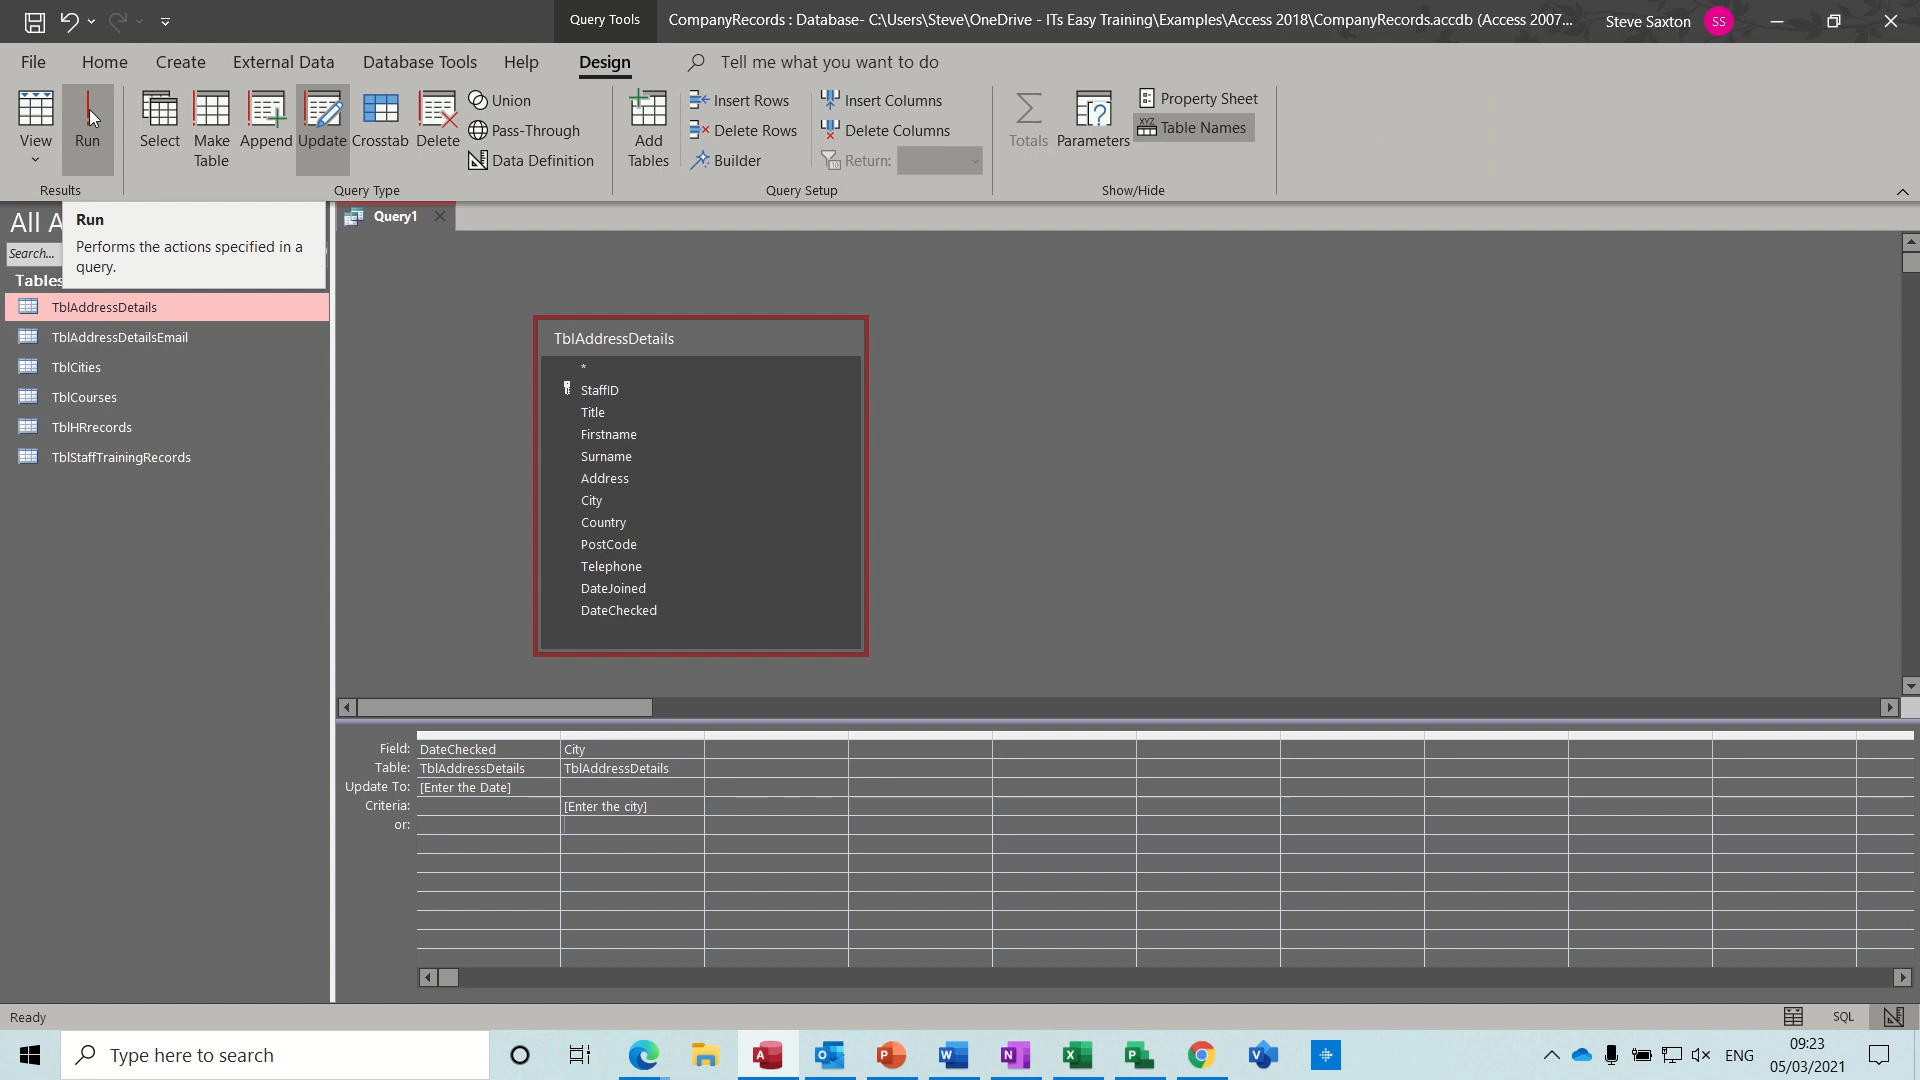 Query Tools
CompanyRecords : Database- C:\Users\Steve\OneDrive - ITs Easy Training\Examples\Access 2018\CompanyRecords.accdb (Access 2007...
Steve Saxton
SS
File
Home
Create
External Data
Database Tools
Help
Design
Tell me what you want to do
View
Run
Select
Make
Table
Append
Update
Crosstab
Delete
Union
Pass-Through
Data Definition
Add
Tables
Insert Rows
Delete Rows
Builder
Insert Columns
Delete Columns
Return:
Totals
Parameters
Property Sheet
XYZ Table Names
Results
Query Type
Query Setup
Show/Hide
All A
Search...
Run
Performs the actions specified in a
query.
Tables
TblAddressDetails
TblAddressDetailsEmail
TblCities
TblCourses
TblHRrecords
TblStaffTrainingRecords
Query1
TblAddressDetails
*
StaffID
Title
Firstname
Surname
Address
City
Country
PostCode
Telephone
DateJoined
DateChecked
Field: DateChecked City
Table: TblAddressDetails TblAddressDetails
Update To: [Enter the Date]
Criteria: [Enter the city]
or:
Ready
SQL
Type here to search
ENG
09:23
05/03/2021